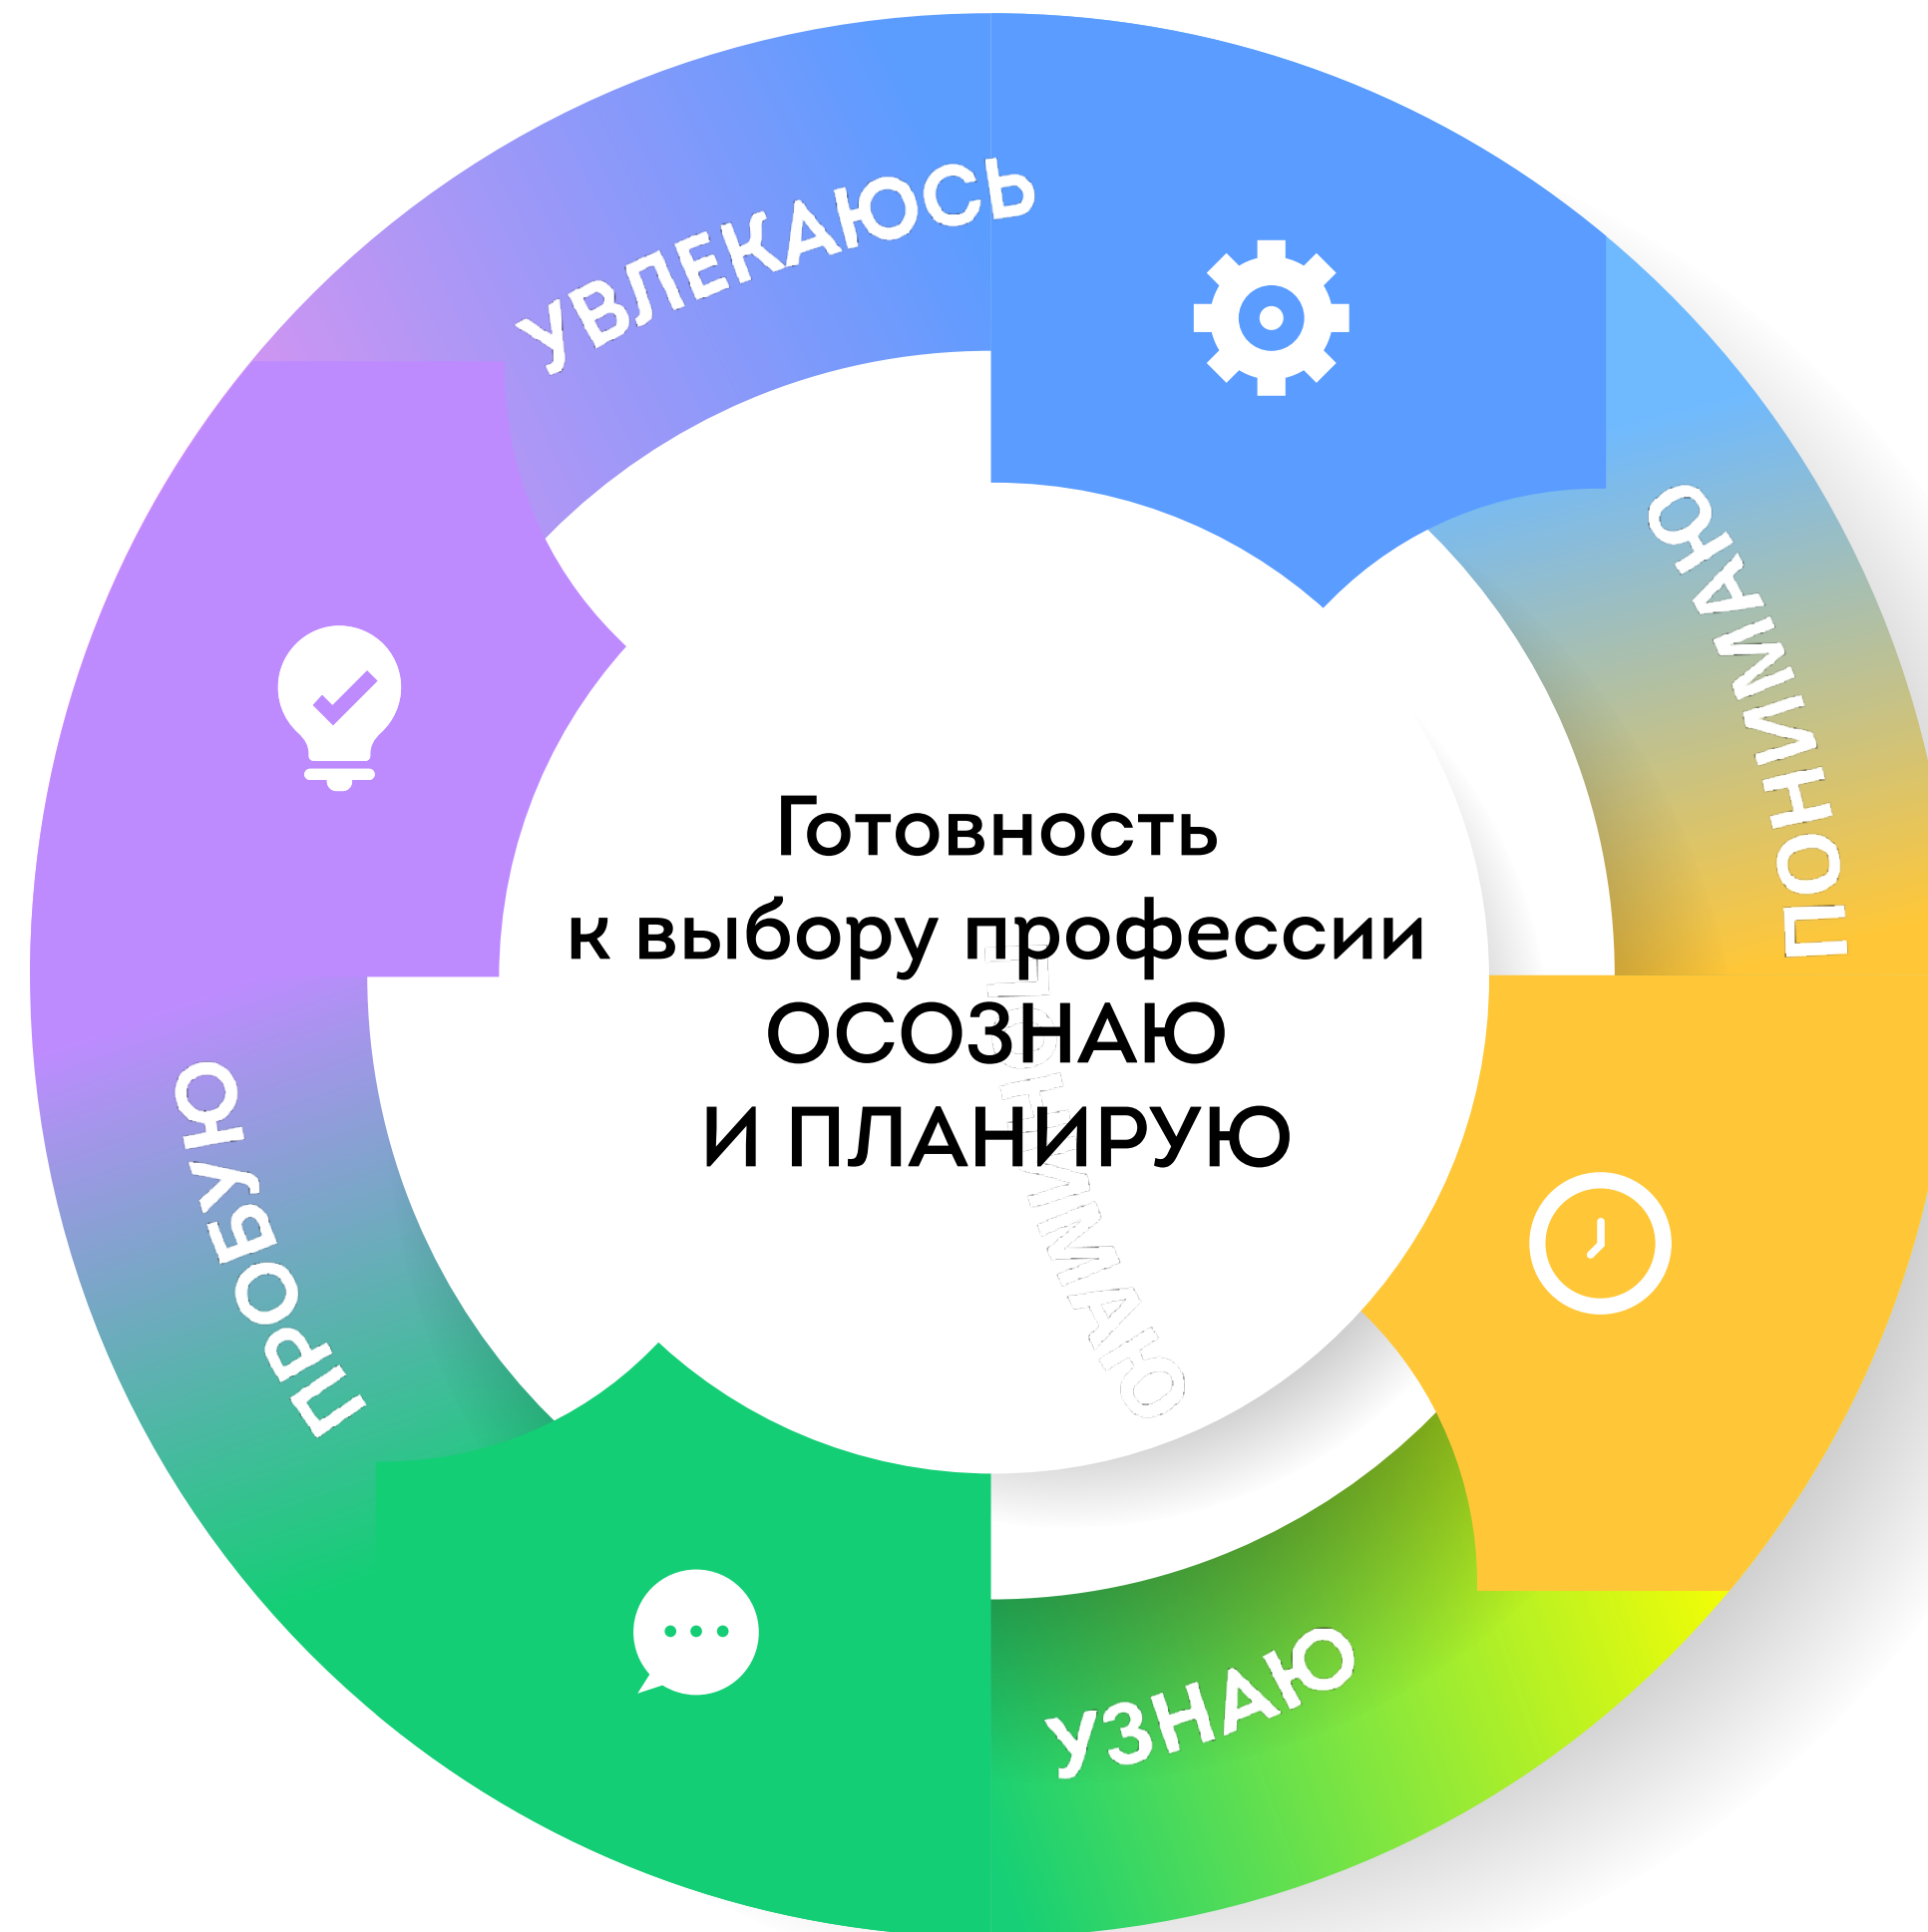 УВЛЕКАЮСЬ
ПОНИМАЮ
Готовность
к выбору профессии
ОСОЗНАЮ
И ПЛАНИРУЮ
ПОНИМАЮ
ПРОБУЮ
УЗНАЮ